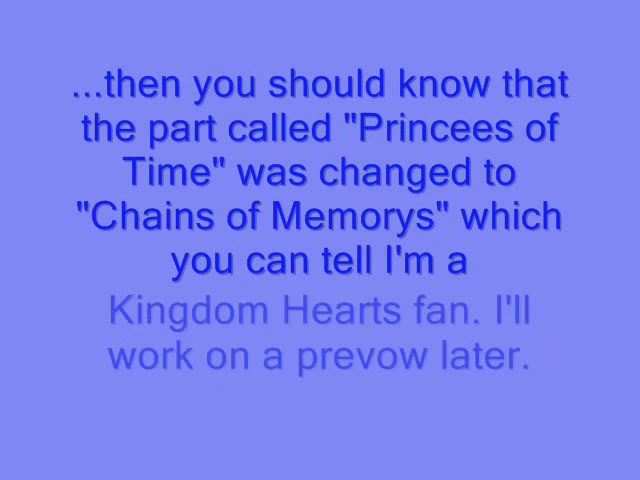 ...then you should know that
the part called "Princees of
Time" was changed to
"Chains of Memorys" which
you can tell I'm a
Kingdom Hearts fan. I'll
work on a prevow later.